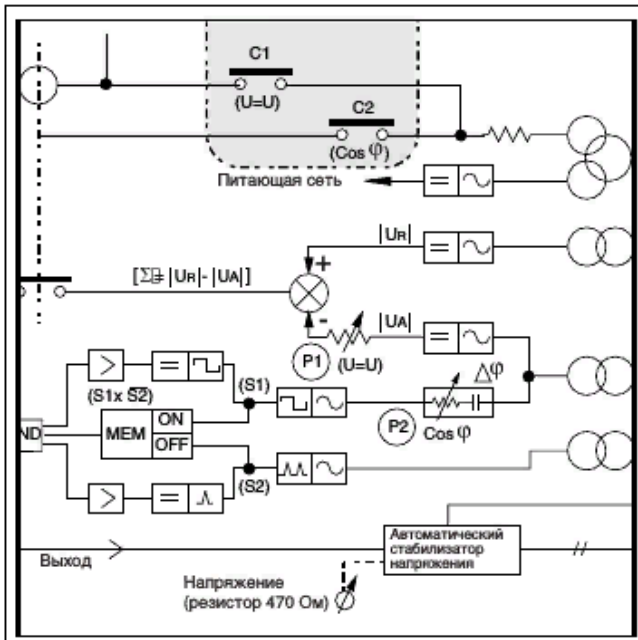 C1
(U=U)
C2
(Cos φ)
Питающая сеть
=
|UR|
=
+
[Σ = |UR| - |UA|]
-
|UA|
=
P1
(U=U)
Δφ
>
=
(S1x S2)
(S1)
P2
Cos φ
ND
MEM
ON
OFF
(S2)
>
=
Автоматический
стабилизатор
напряжения
Выход
//
Напряжение
(резистор 470 Ом)